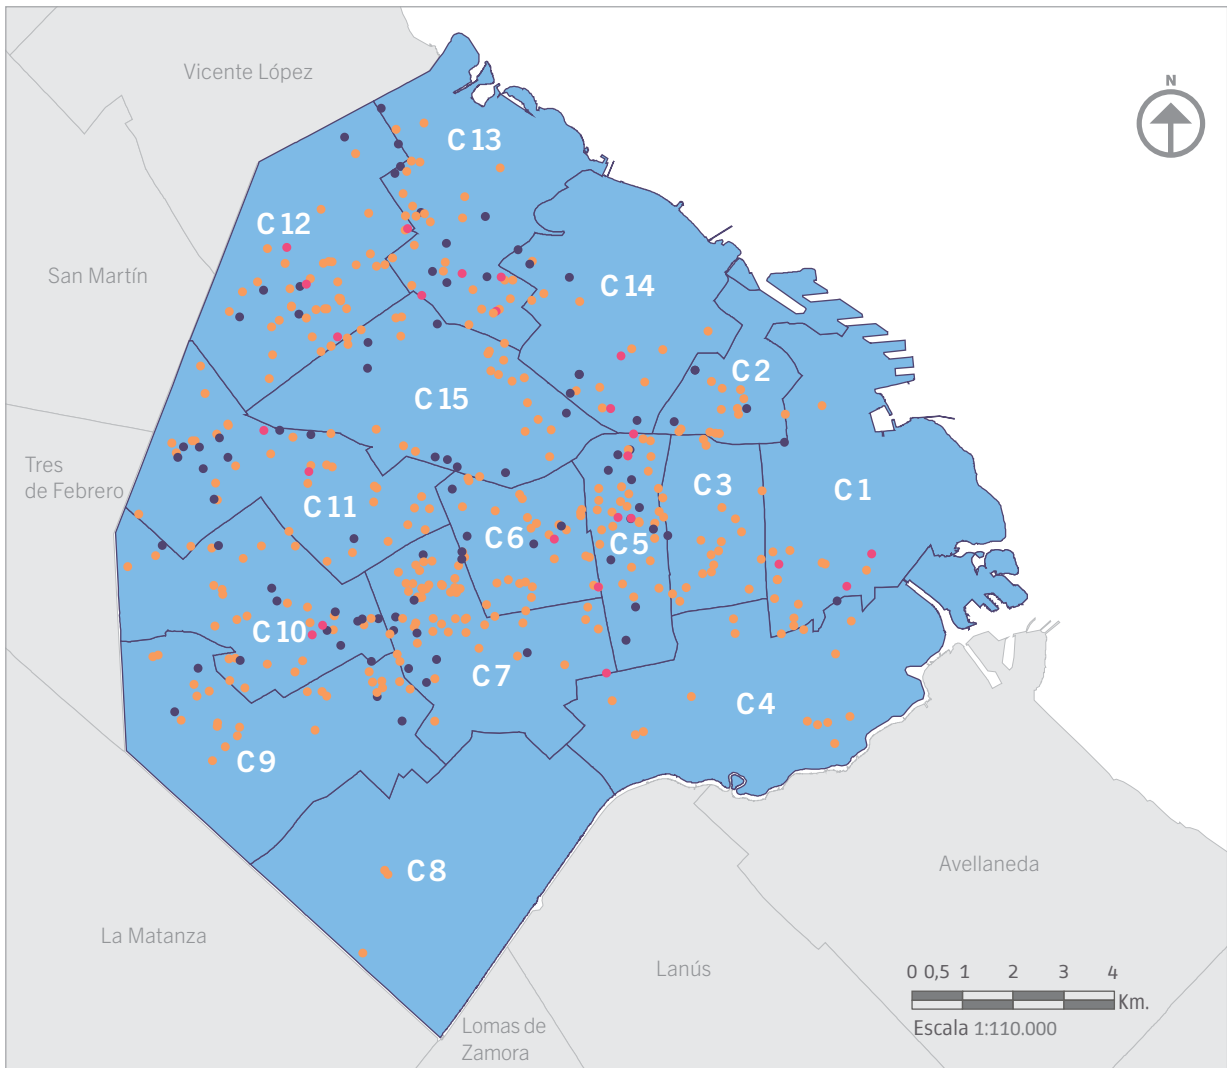 Vicente López
N
C 13
C 12
San Martín
C 14
C 2
C 15
Tres
de Febrero
C 3
C 1
C 11
C 6
C 5
C 10
C 7
C 4
C 9
C 8
Avellaneda
La Matanza
Lanús
0 0,5 1 2 3 4
Km.
Escala 1:110.000
Lomas de
Zamora